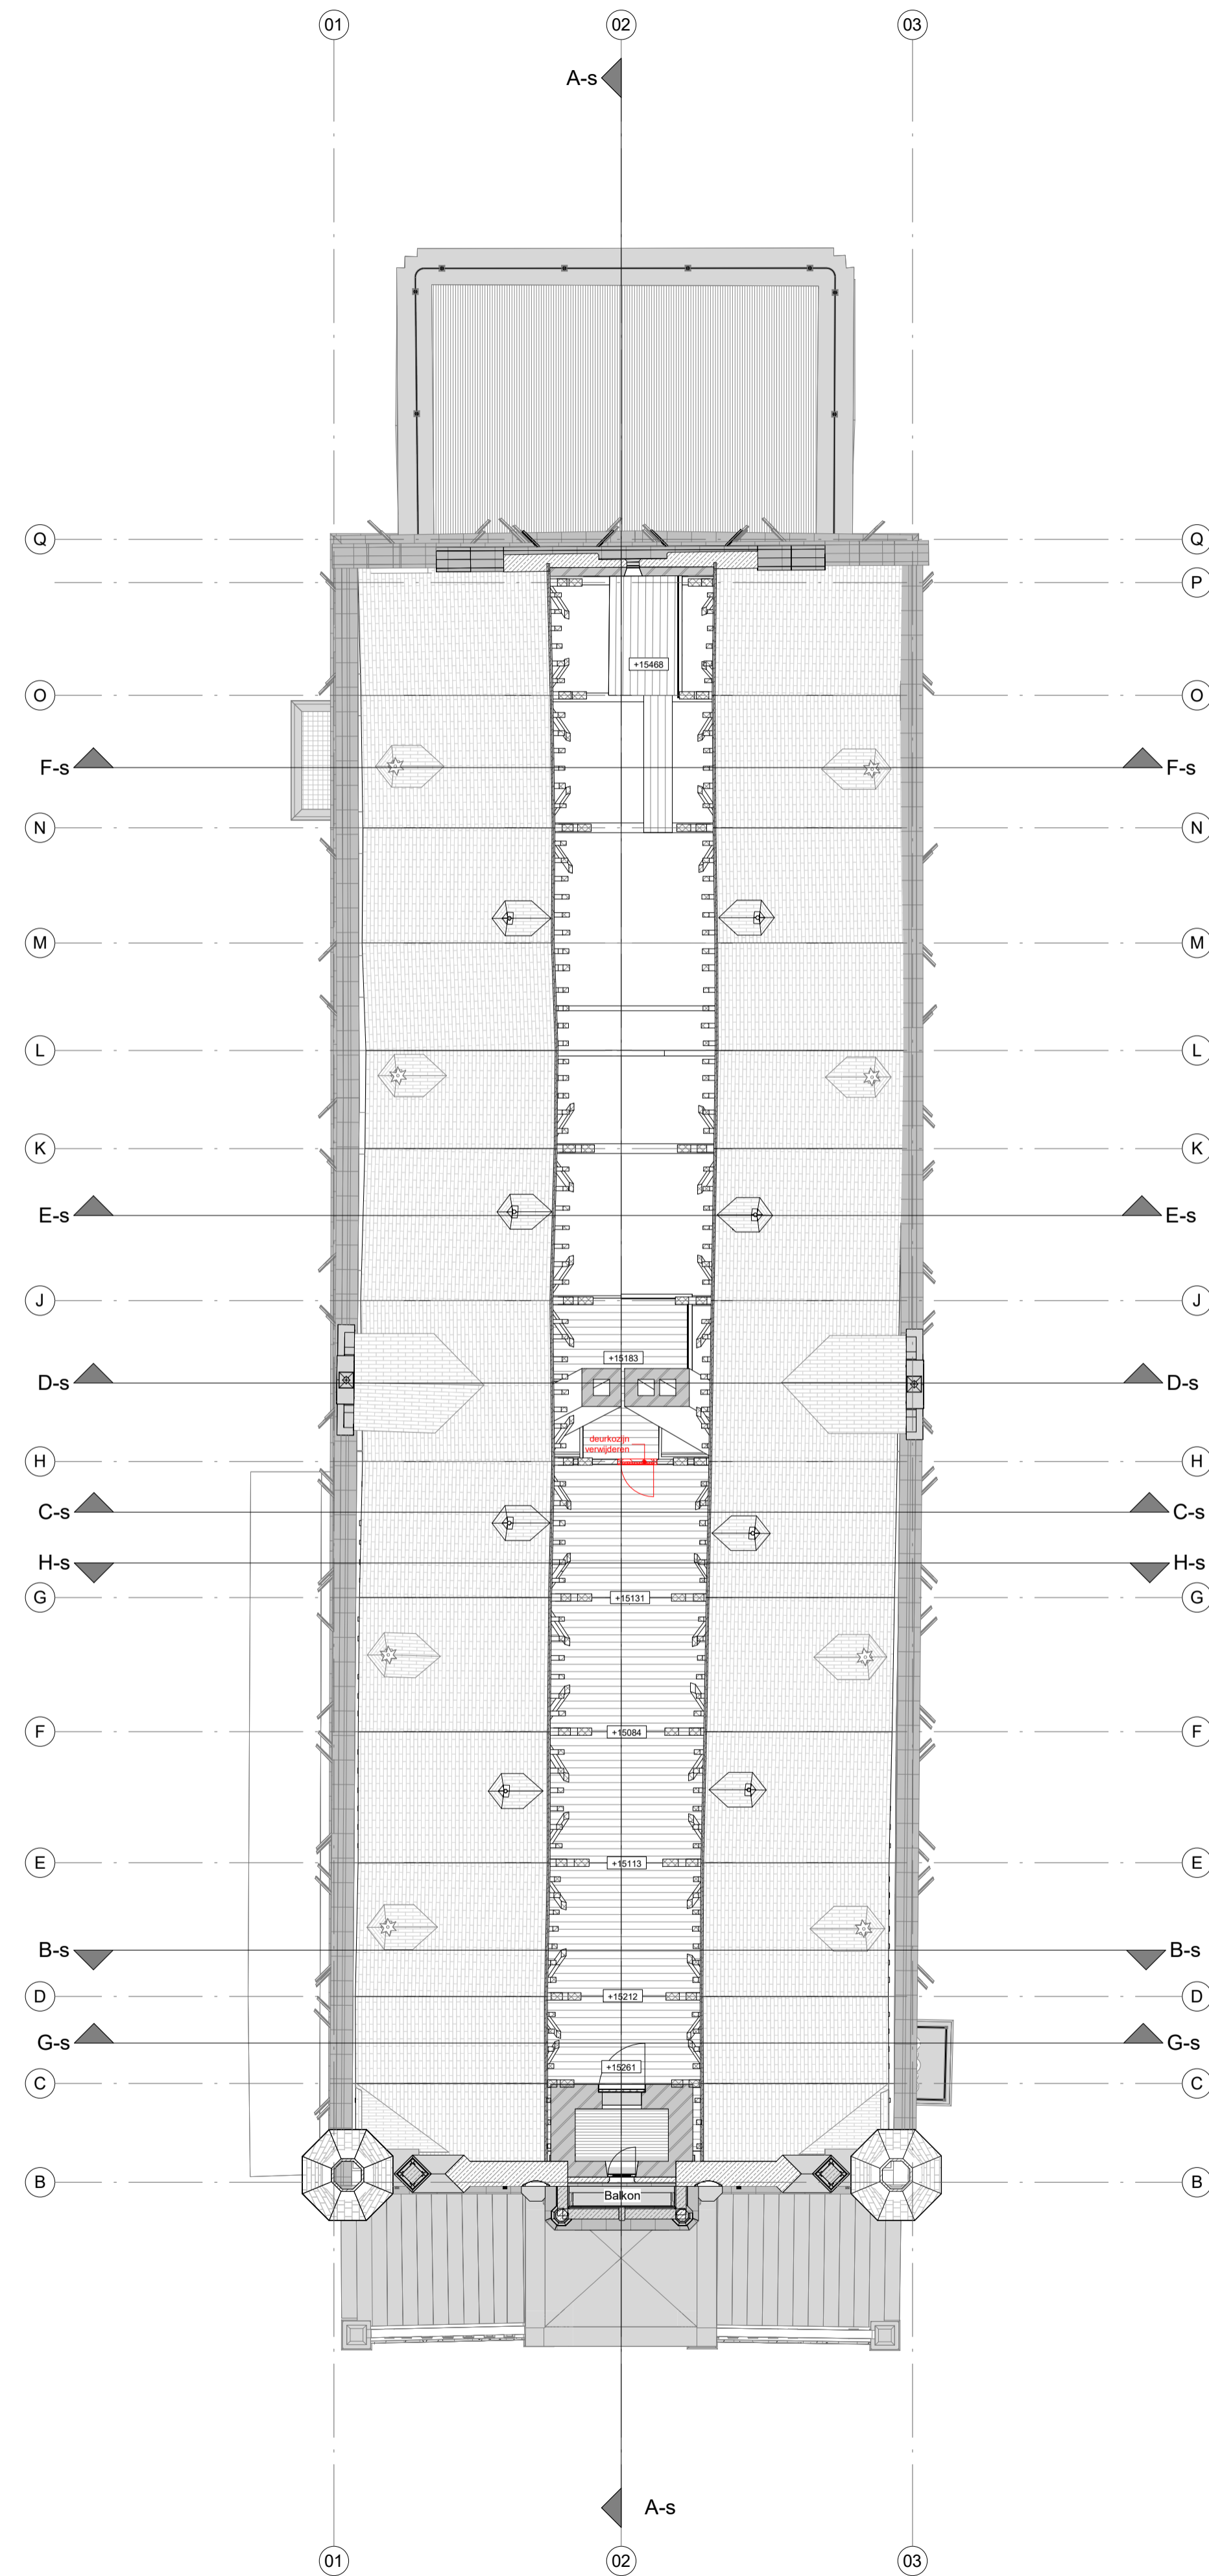 01 02 03
A-s
Q Q
P
+15468
O O
F-s F-s
N N
M M
L L
K K
E-s E-s
J J
+15183
D-s D-s
deurkozijn
verwijderen
H H
C-s C-s
H-s H-s
G +15131 G
F +15084 F
E +15113 E
B-s B-s
D +15212 D
G-s G-s
+15261
C C
B B
Balkon
A-s
01 02 03